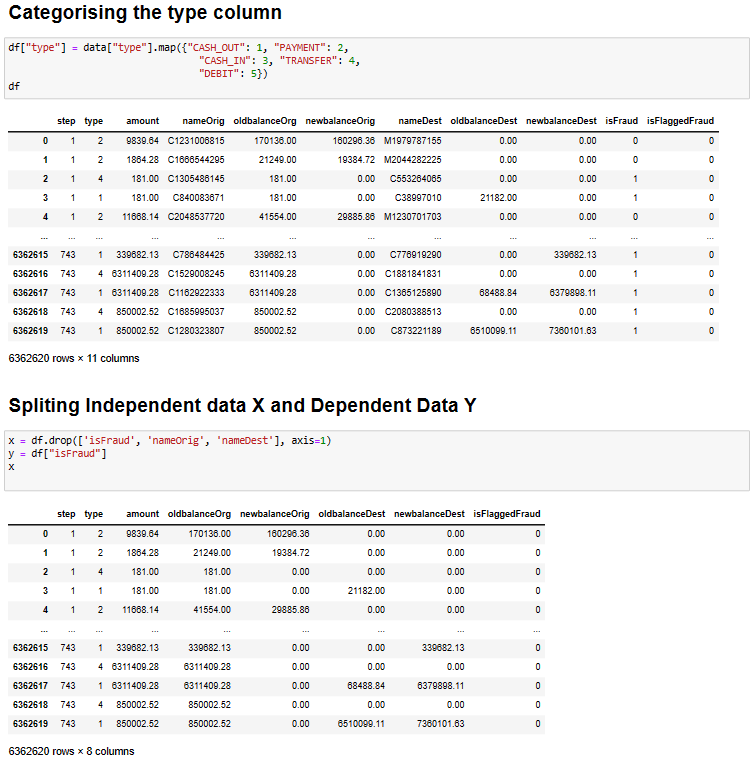 Categorising the type column
df["type"] = data["type"].map({"CASH_OUT": 1, "PAYMENT": 2,
"CASH_IN": 3, "TRANSFER": 4,
"DEBIT": 5})
df
step type amount nameOrig oldbalanceOrg newbalanceOrig nameDest oldbalanceDest newbalanceDest isFraud isFlaggedFraud
0 1 2 9839.64 C1231006815 170136.00 160296.36 M1979787155 0.00 0.00 0 0
1 1 2 1864.28 C1666544295 21249.00 19384.72 M2044282225 0.00 0.00 0 0
2 1 4 181.00 C1305486145 181.00 0.00 C553264065 0.00 0.00 1 0
3 1 1 181.00 C840083671 181.00 0.00 C38997010 21182.00 0.00 1 0
4 1 2 11668.14 C2048537720 41554.00 29885.86 M1230701703 0.00 0.00 0 0
... ... ... ... ... ... ... ... ... ... ... ...
6362615 743 1 339682.13 C786484425 339682.13 0.00 C776919290 0.00 339682.13 1 0
6362616 743 4 6311409.28 C1529008245 6311409.28 0.00 C1881841831 0.00 0.00 1 0
6362617 743 1 6311409.28 C1162922333 6311409.28 0.00 C1365125890 68488.84 6379898.11 1 0
6362618 743 4 850002.52 C1685995037 850002.52 0.00 C2080388513 0.00 0.00 1 0
6362619 743 1 850002.52 C1280323807 850002.52 0.00 C873221189 6510099.11 7360101.63 1 0
6362620 rows × 11 columns
Spliting Independent data X and Dependent Data Y
x = df.drop(['isFraud', 'nameOrig', 'nameDest'], axis=1)
y = df["isFraud"]
x
step type amount oldbalanceOrg newbalanceOrig oldbalanceDest newbalanceDest isFlaggedFraud
0 1 2 9839.64 170136.00 160296.36 0.00 0.00 0
1 1 2 1864.28 21249.00 19384.72 0.00 0.00 0
2 1 4 181.00 181.00 0.00 0.00 0.00 0
3 1 1 181.00 181.00 0.00 21182.00 0.00 0
4 1 2 11668.14 41554.00 29885.86 0.00 0.00 0
... ... ... ... ... ... ... ... ...
6362615 743 1 339682.13 339682.13 0.00 0.00 339682.13 0
6362616 743 4 6311409.28 6311409.28 0.00 0.00 0.00 0
6362617 743 1 6311409.28 6311409.28 0.00 68488.84 6379898.11 0
6362618 743 4 850002.52 850002.52 0.00 0.00 0.00 0
6362619 743 1 850002.52 850002.52 0.00 6510099.11 7360101.63 0
6362620 rows × 8 columns